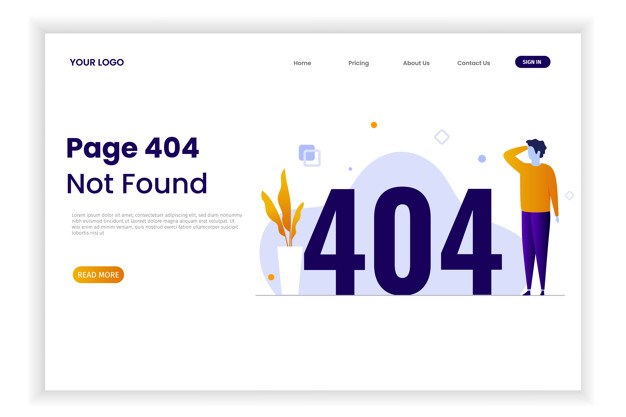 YOUR LOGO
Home Pricing About Us Contact Us SIGN IN
Page 404
Not Found
lorem ipsum dolor sit amet, consectetuer adipiscing elit, sed diam nonummy
nibh euismod tincidunt ut laoreet dolore magna aliquam erat volutpat. Ut
wisi enim ad minim veniam, quis nostrud exerci tation ullamcorper suscipit
lobortis nisl ut
READ MORE
404